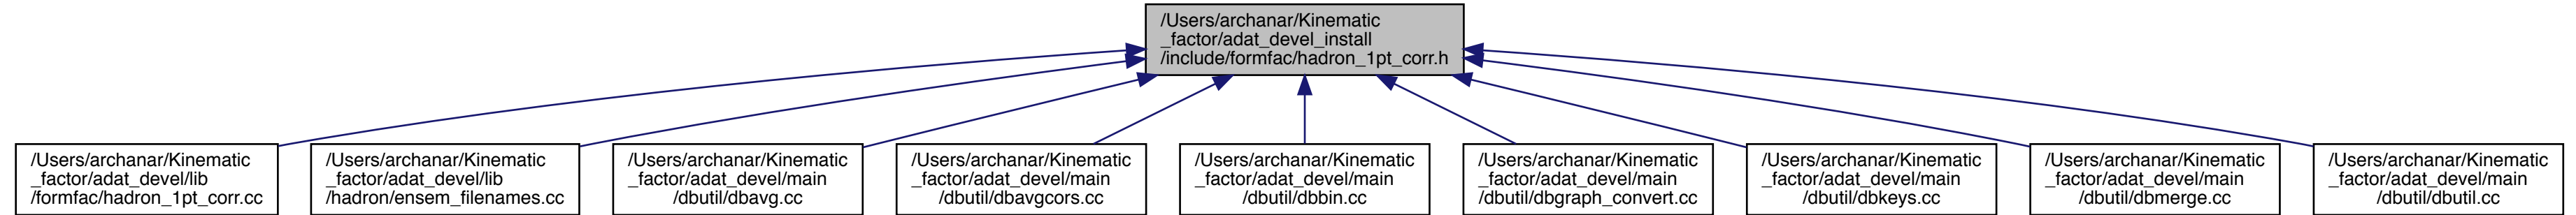 /Users/archanar/Kinematic
_factor/adat_devel_install
/include/formfac/hadron_1pt_corr.h
/Users/archanar/Kinematic
_factor/adat_devel/lib
/formfac/hadron_1pt_corr.cc
/Users/archanar/Kinematic
_factor/adat_devel/lib
/hadron/ensem_filenames.cc
/Users/archanar/Kinematic
_factor/adat_devel/main
/dbutil/dbavg.cc
/Users/archanar/Kinematic
_factor/adat_devel/main
/dbutil/dbavgcors.cc
/Users/archanar/Kinematic
_factor/adat_devel/main
/dbutil/dbbin.cc
/Users/archanar/Kinematic
_factor/adat_devel/main
/dbutil/dbgraph_convert.cc
/Users/archanar/Kinematic
_factor/adat_devel/main
/dbutil/dbkeys.cc
/Users/archanar/Kinematic
_factor/adat_devel/main
/dbutil/dbmerge.cc
/Users/archanar/Kinematic
_factor/adat_devel/main
/dbutil/dbutil.cc